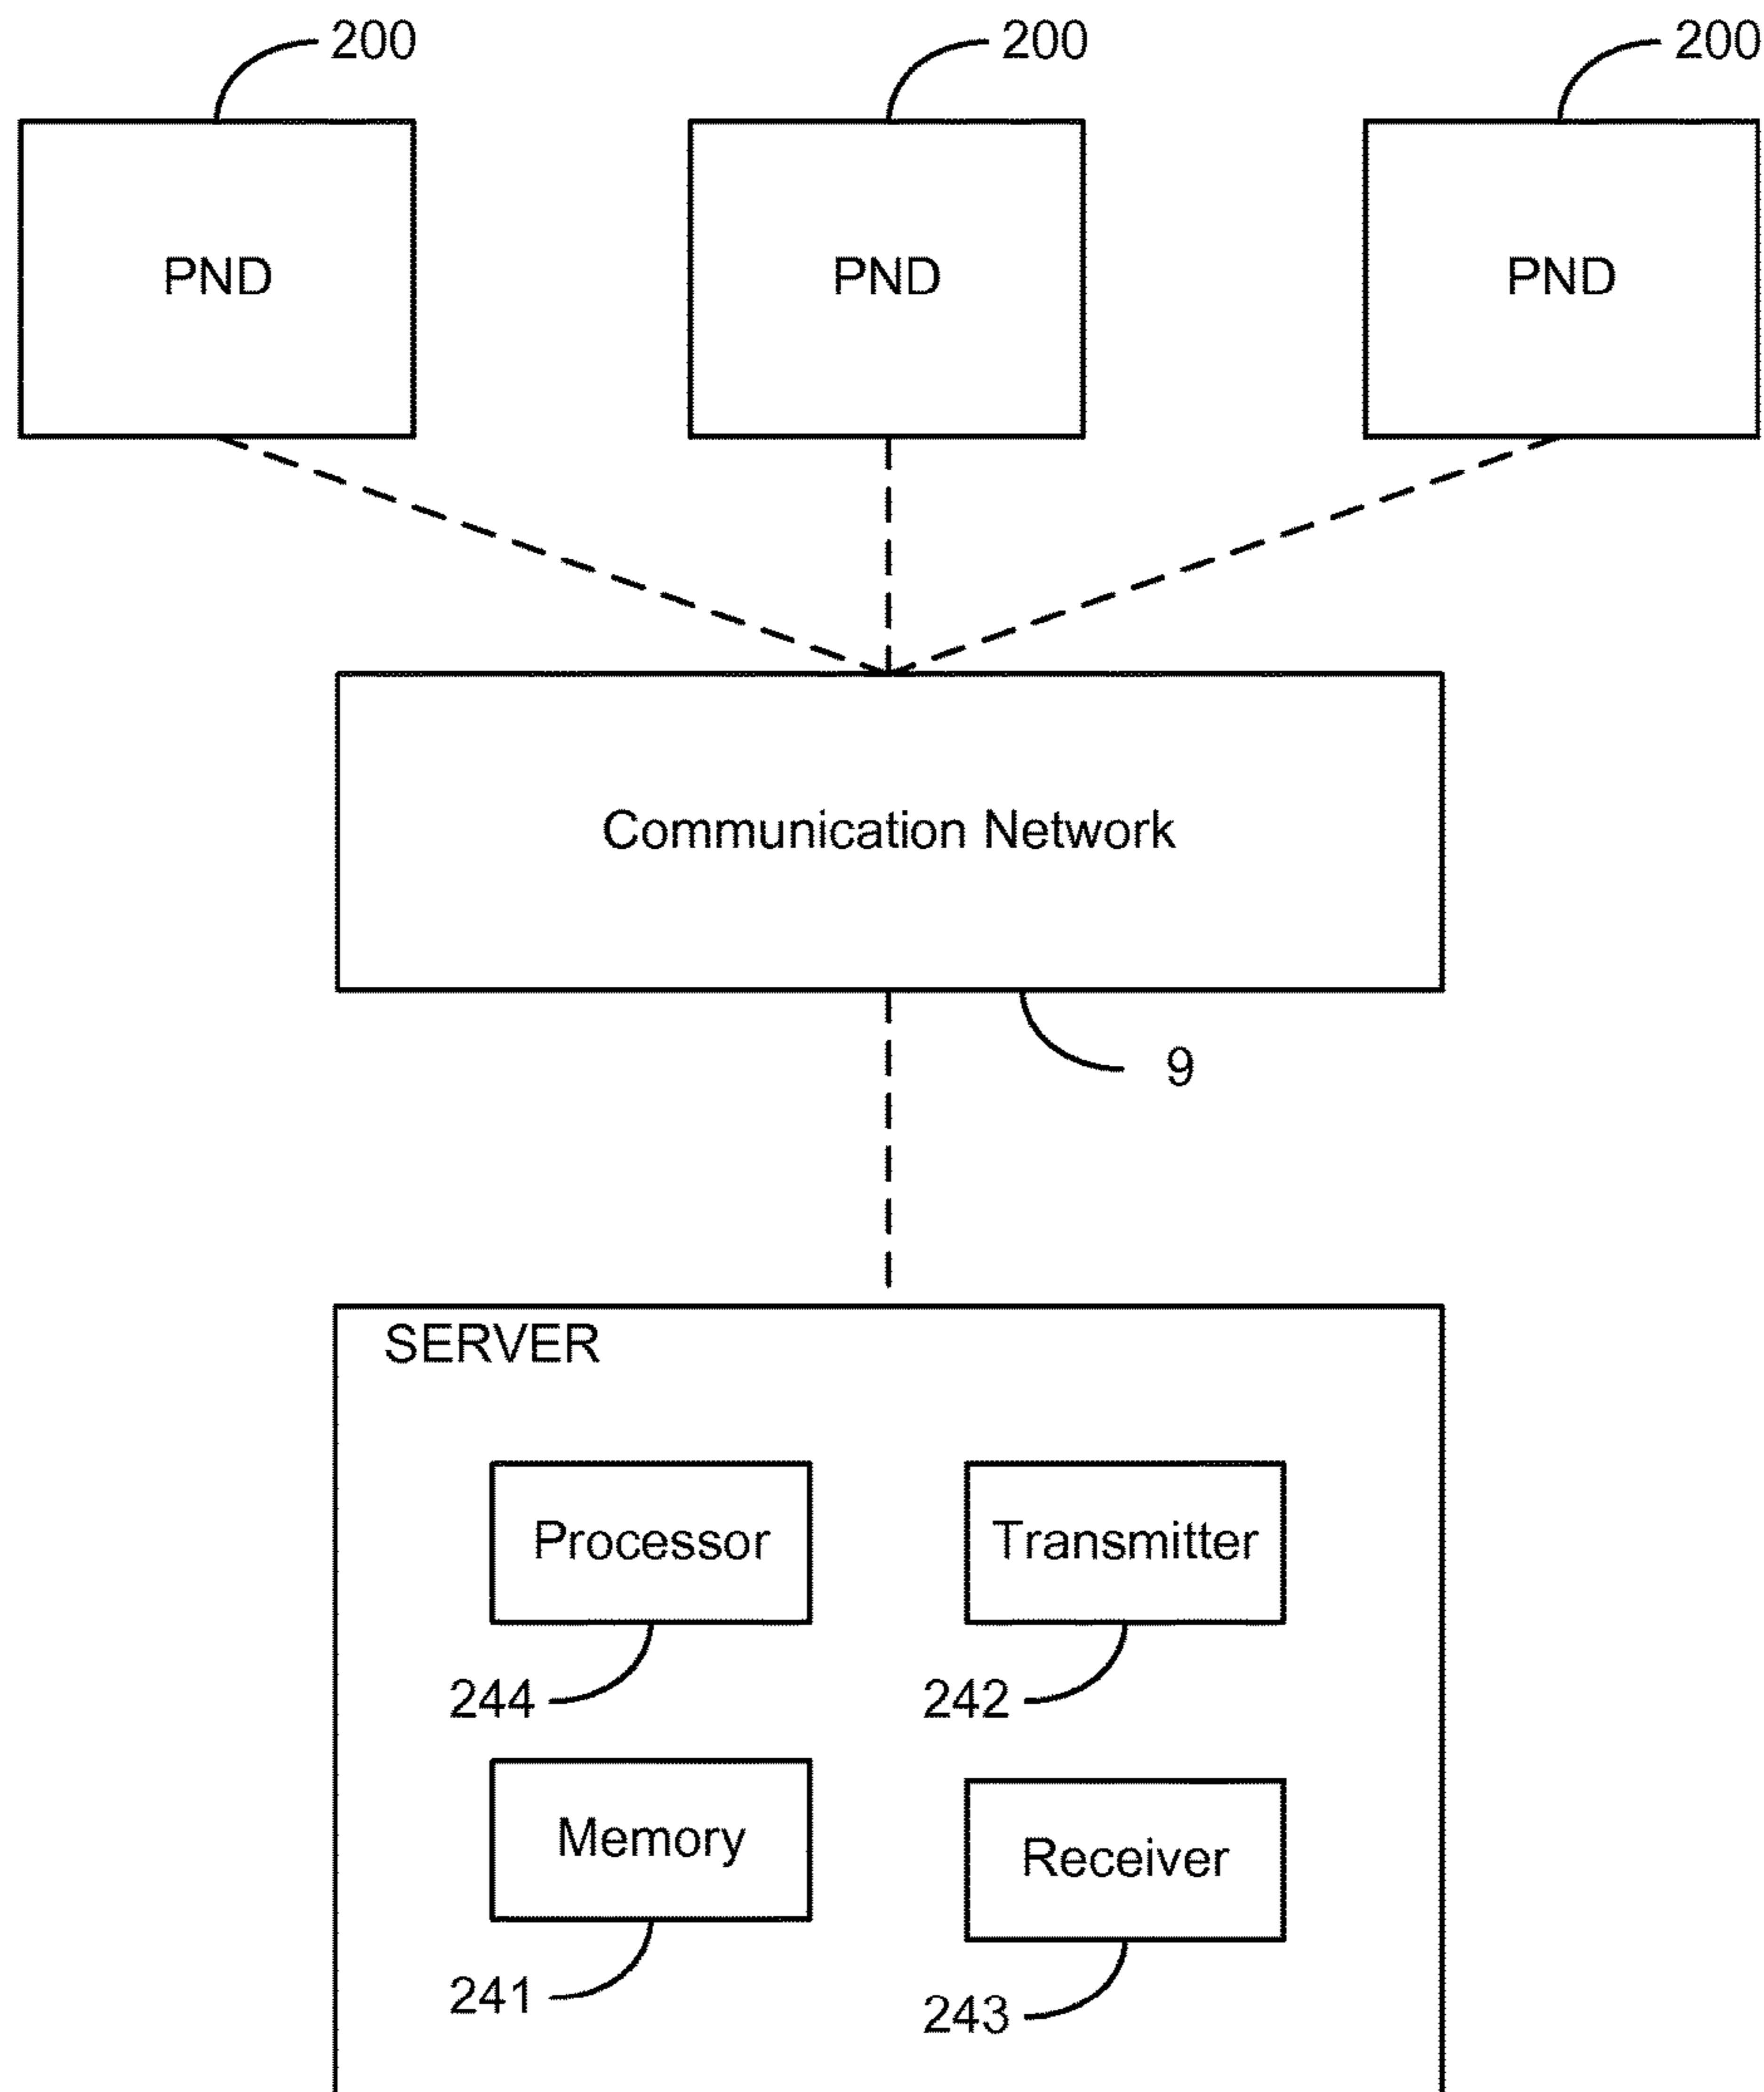 200 200 200
PND PND PND
Communication Network
9
SERVER
Processor Transmitter
244 242
Memory Receiver
241 243